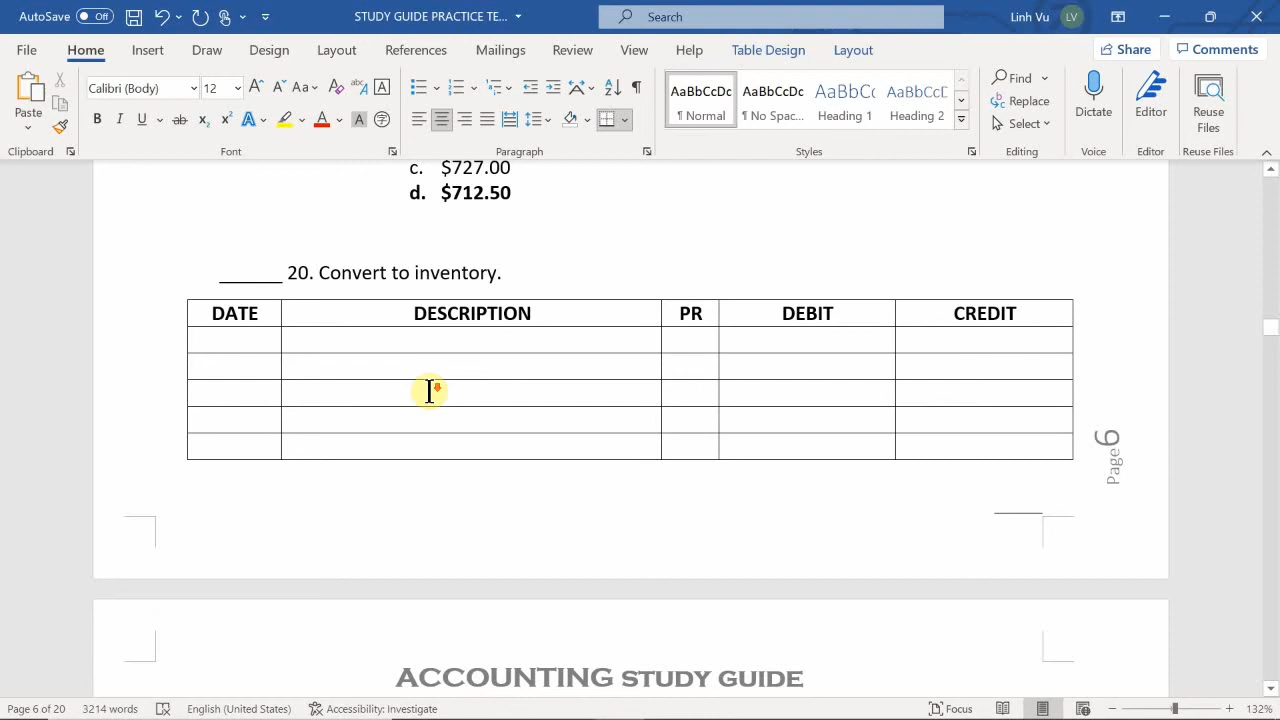 AutoSave Off STUDY GUIDE PRACTICE TE... Search Linh Vu LV
File Home Insert Draw Design Layout References Mailings Review View Help Table Design Layout Share Comments
Paste Calibri (Body) 12 AaBbCcDc AaBbCcDc AaBbCc AaBbCcD Find Replace Select Dictate Editor Reuse Files
¶ Normal ¶ No Spac... Heading 1 Heading 2
Clipboard Font Paragraph Styles Editing Voice Editor Reuse Files
c. $727.00
d. $712.50
______ 20. Convert to inventory.
DATE DESCRIPTION PR DEBIT CREDIT
Page 6
ACCOUNTING STUDY GUIDE
Page 6 of 20 3214 words English (United States) Accessibility: Investigate Focus 132%